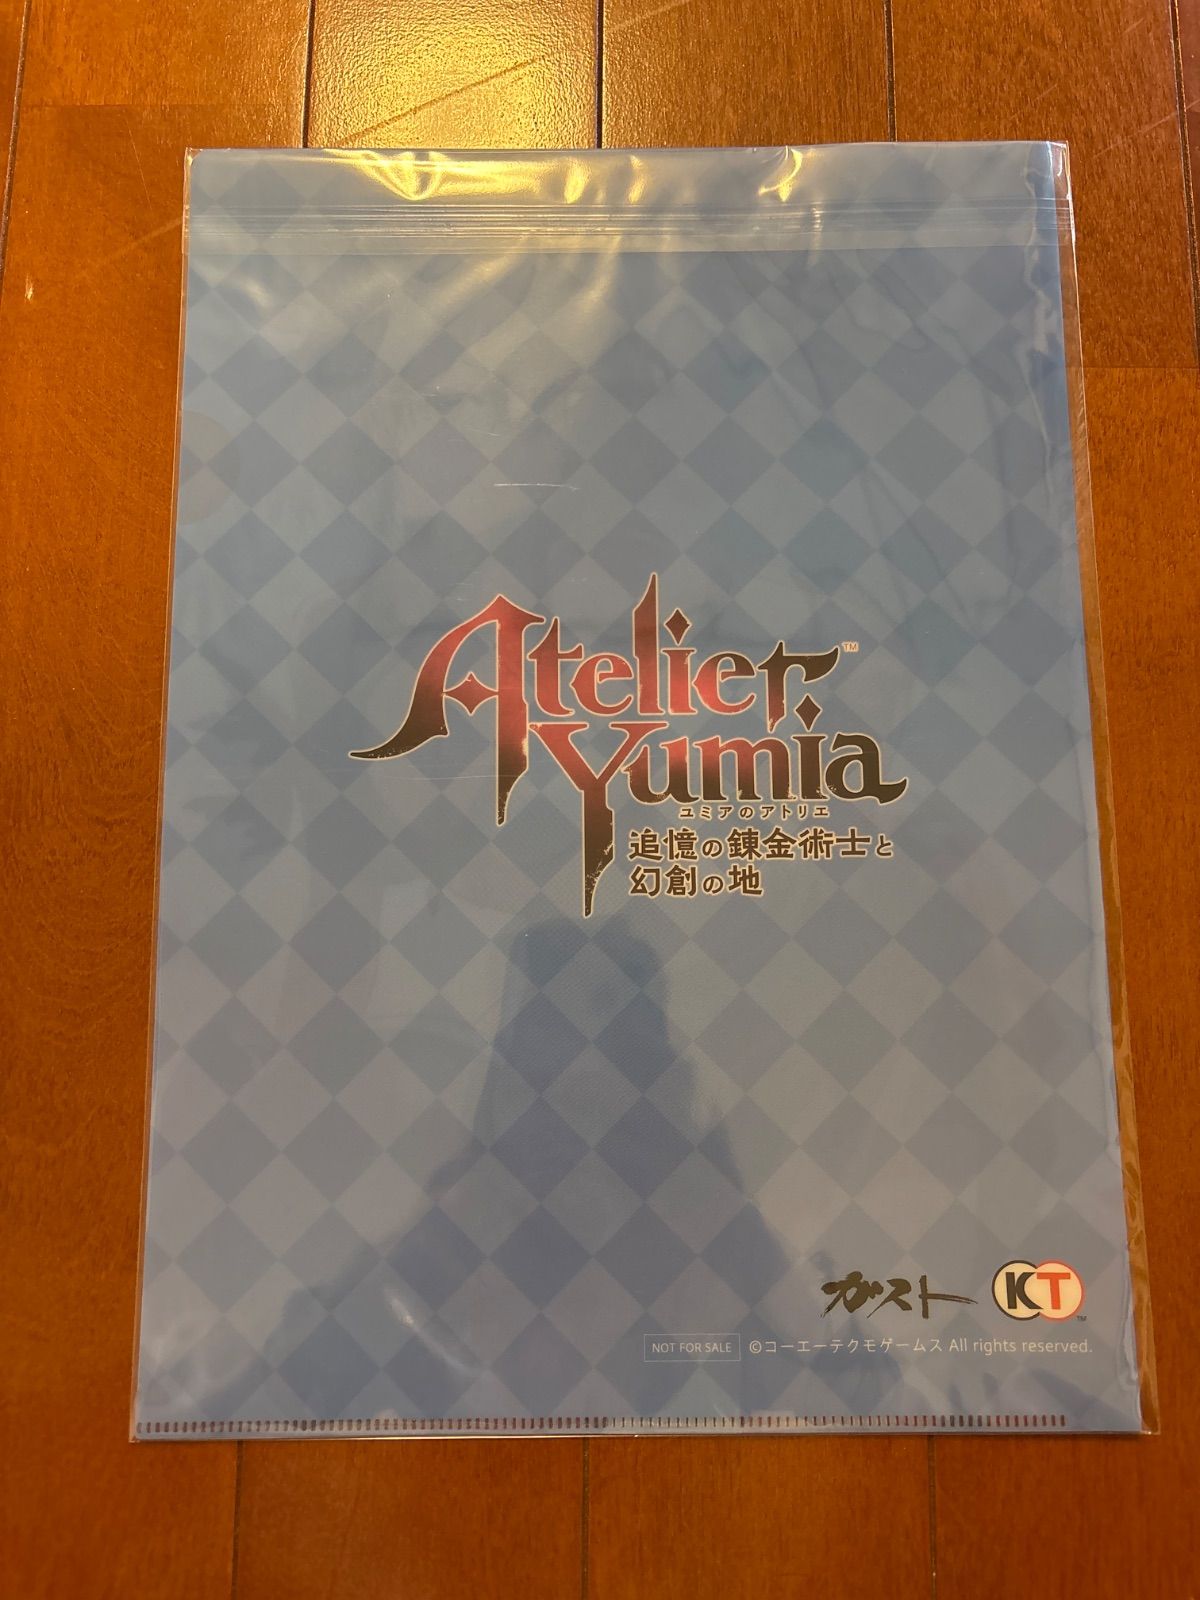 Atelier™
Yumia
ユミアのアトリエ
追憶の錬金術士と
幻創の地
ガスト KT™
NOT FOR SALE ©コーエーテクモゲームス All rights reserved.